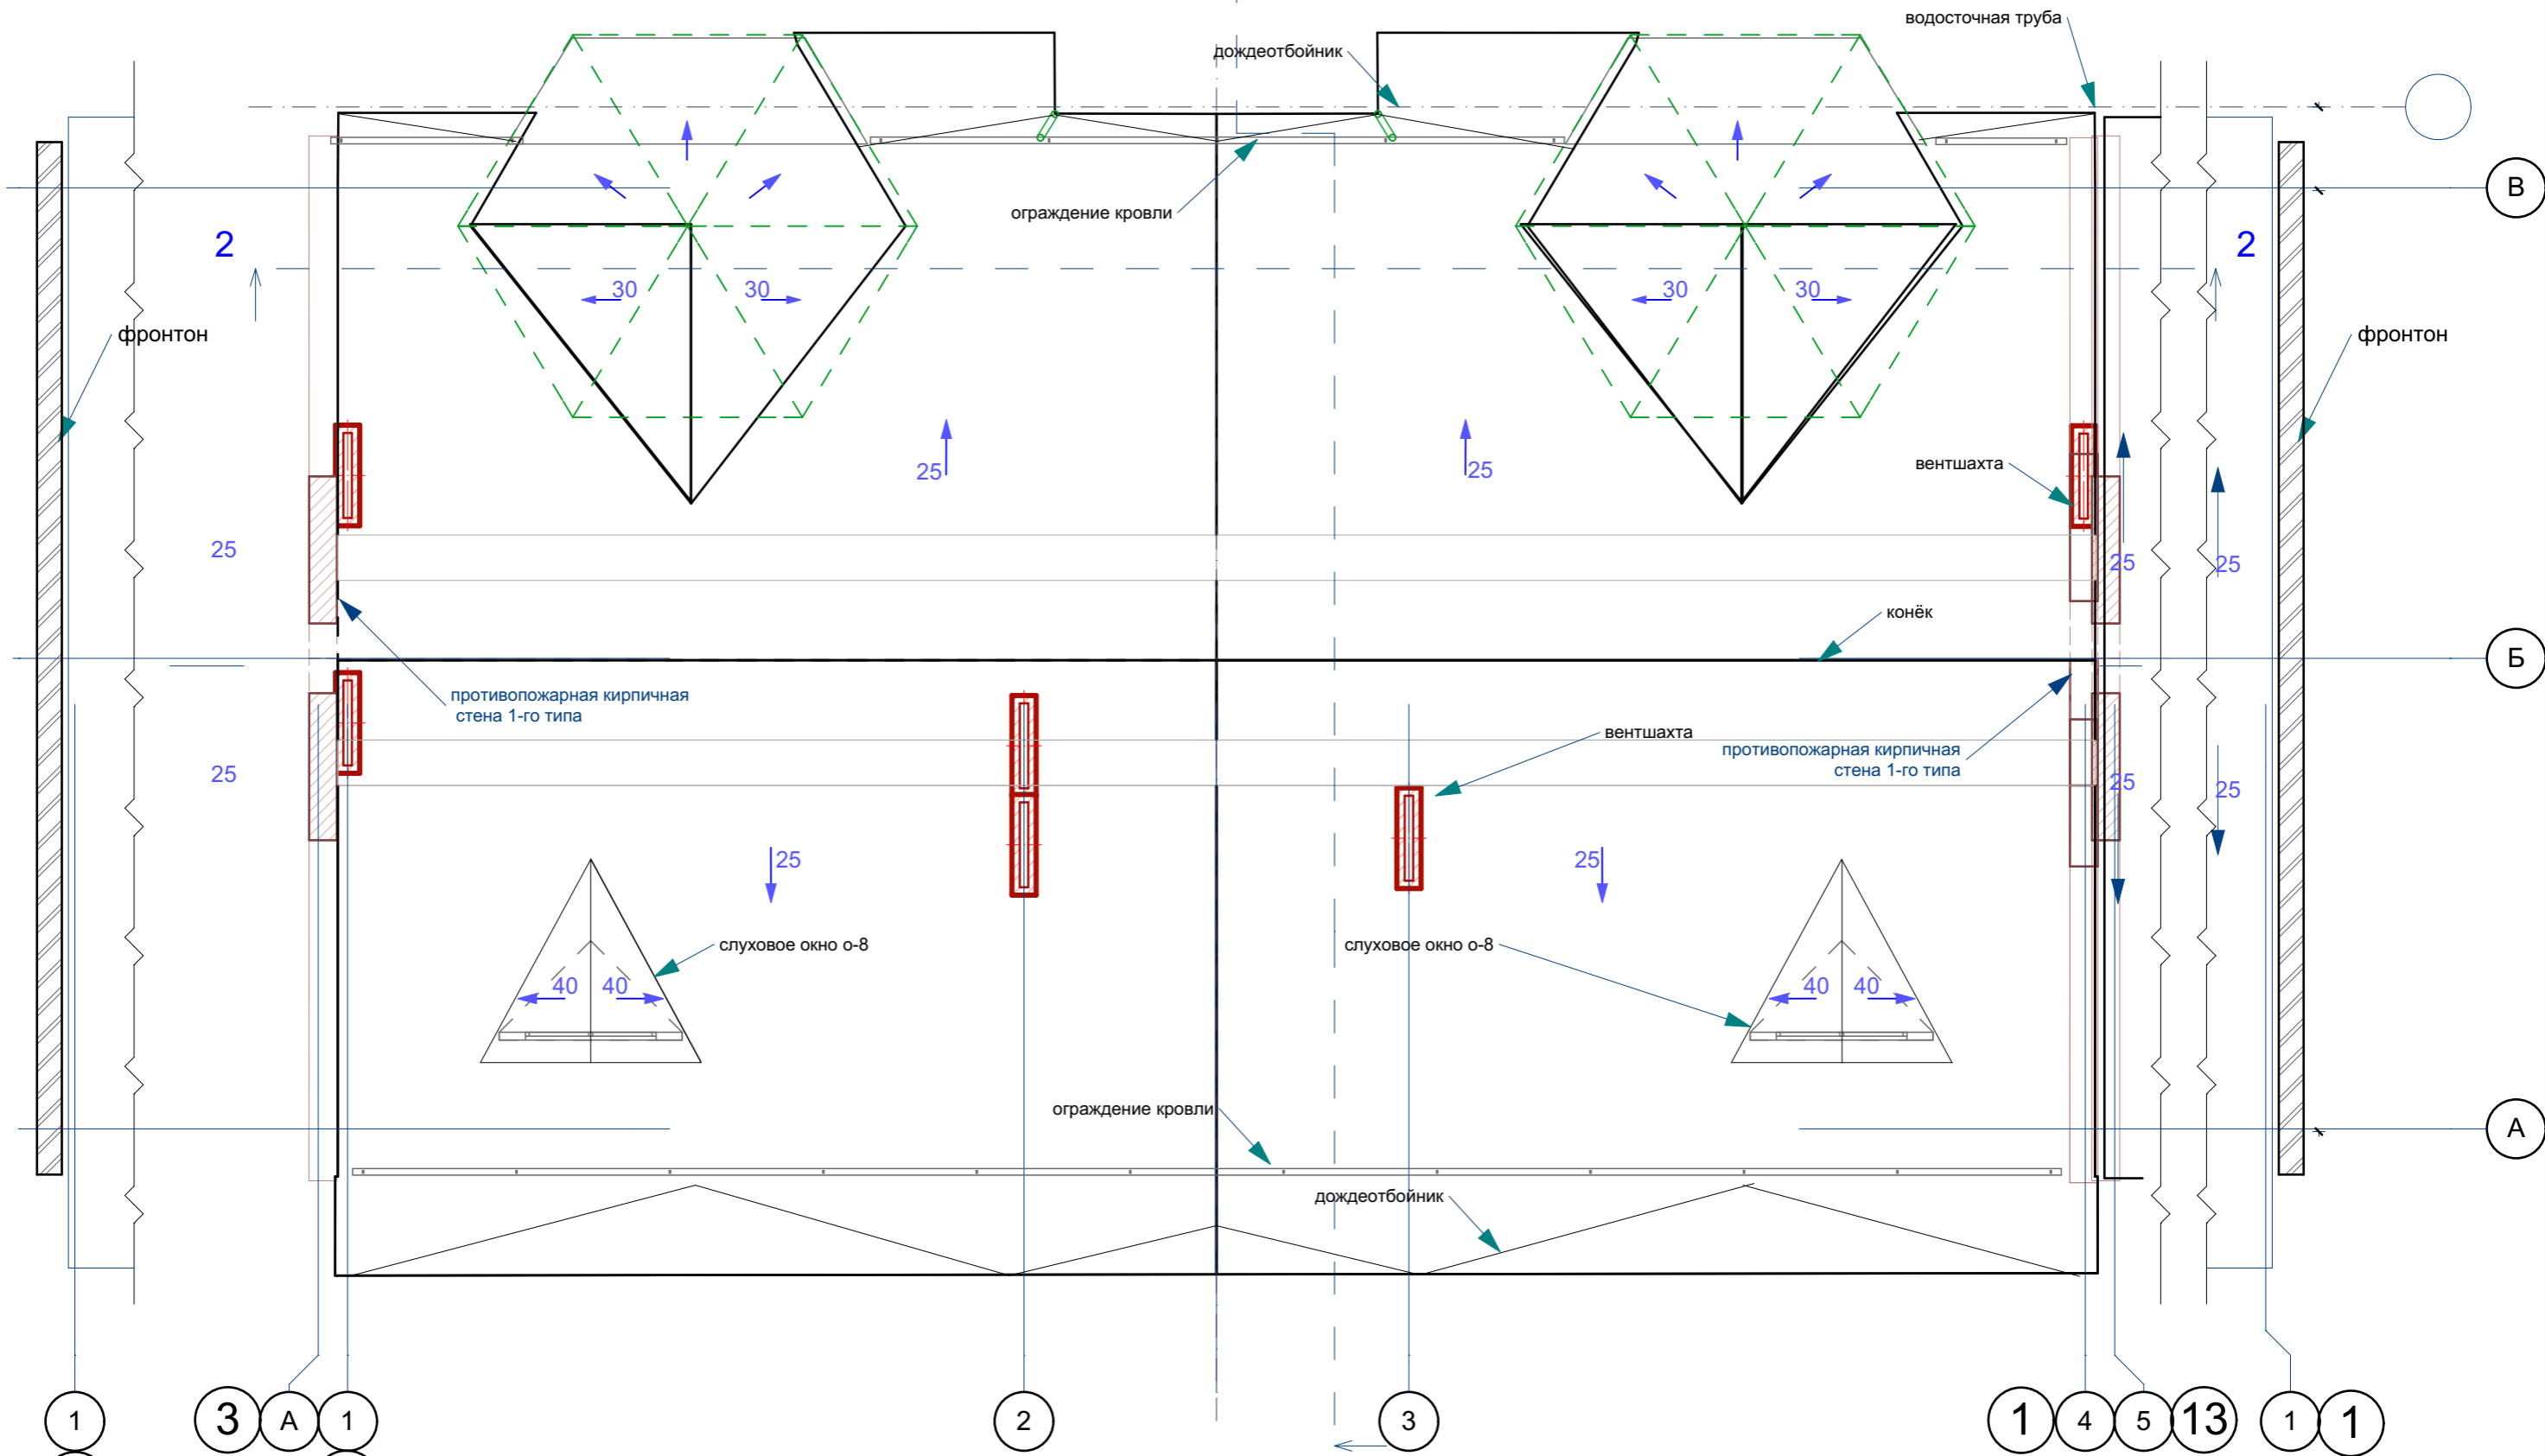 водосточная труба
дождеотбойник
В
ограждение кровли
2
2
30
30
30
30
фронтон
фронтон
25
25
вентшахта
25
25
25
конёк
Б
противопожарная кирпичная
стена 1-го типа
вентшахта
противопожарная кирпичная
стена 1-го типа
25
25
25
25
25
слуховое окно о-8
слуховое окно о-8
40
40
40
40
ограждение кровли
А
дождеотбойник
1
3
А
1
2
3
1
4
5
13
1
1